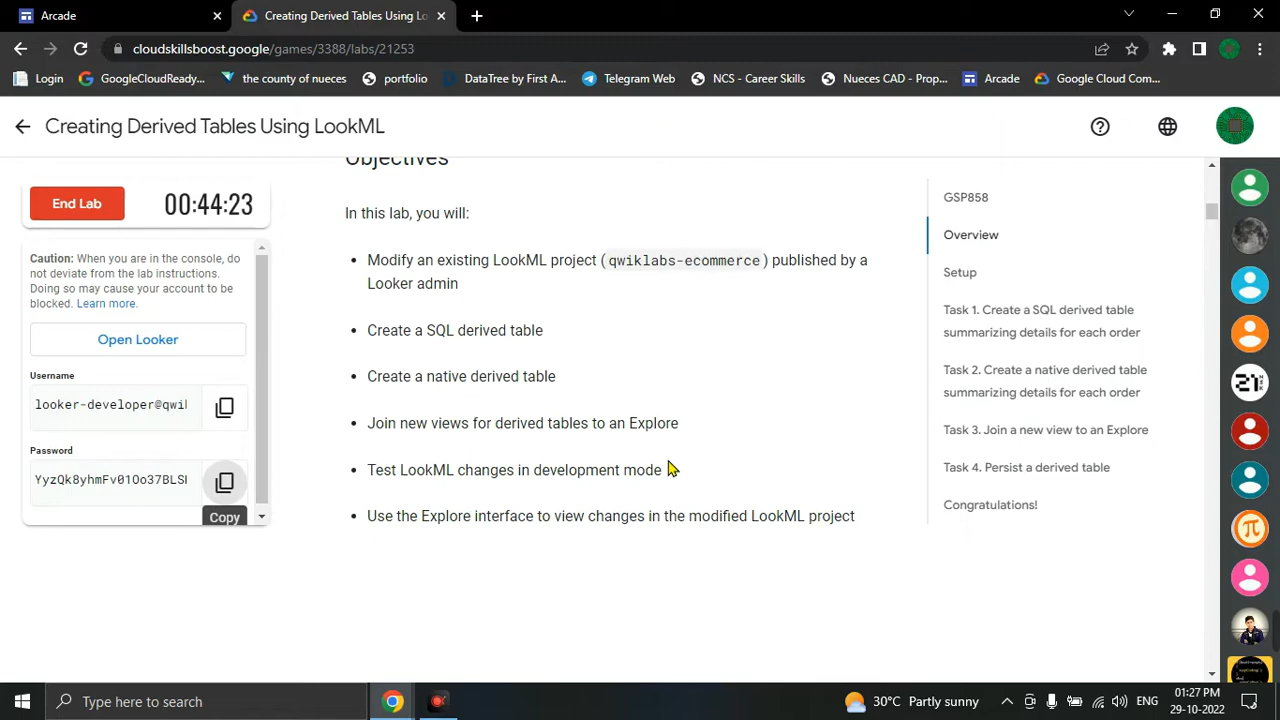 Arcade
Creating Derived Tables Using Lo
cloudskillsboost.google/games/3388/labs/21253
Login
GoogleCloudReady...
the county of nueces
portfolio
DataTree by First A...
Telegram Web
NCS - Career Skills
Nueces CAD - Prop...
Arcade
Google Cloud Com...
Creating Derived Tables Using LookML
End Lab
00:44:23
Caution: When you are in the console, do
not deviate from the lab instructions.
Doing so may cause your account to be
blocked. Learn more.
Open Looker
Username
looker-developer@qwi
Password
YyzQk8yhmFv01Oo37BLS
Copy
Objectives
In this lab, you will:
• Modify an existing LookML project (qwiklabs-ecommerce) published by a
Looker admin
• Create a SQL derived table
• Create a native derived table
• Join new views for derived tables to an Explore
• Test LookML changes in development mode
• Use the Explore interface to view changes in the modified LookML project
GSP858
Overview
Setup
Task 1. Create a SQL derived table
summarizing details for each order
Task 2. Create a native derived table
summarizing details for each order
Task 3. Join a new view to an Explore
Task 4. Persist a derived table
Congratulations!
Type here to search
30°C Partly sunny
ENG
01:27 PM
29-10-2022